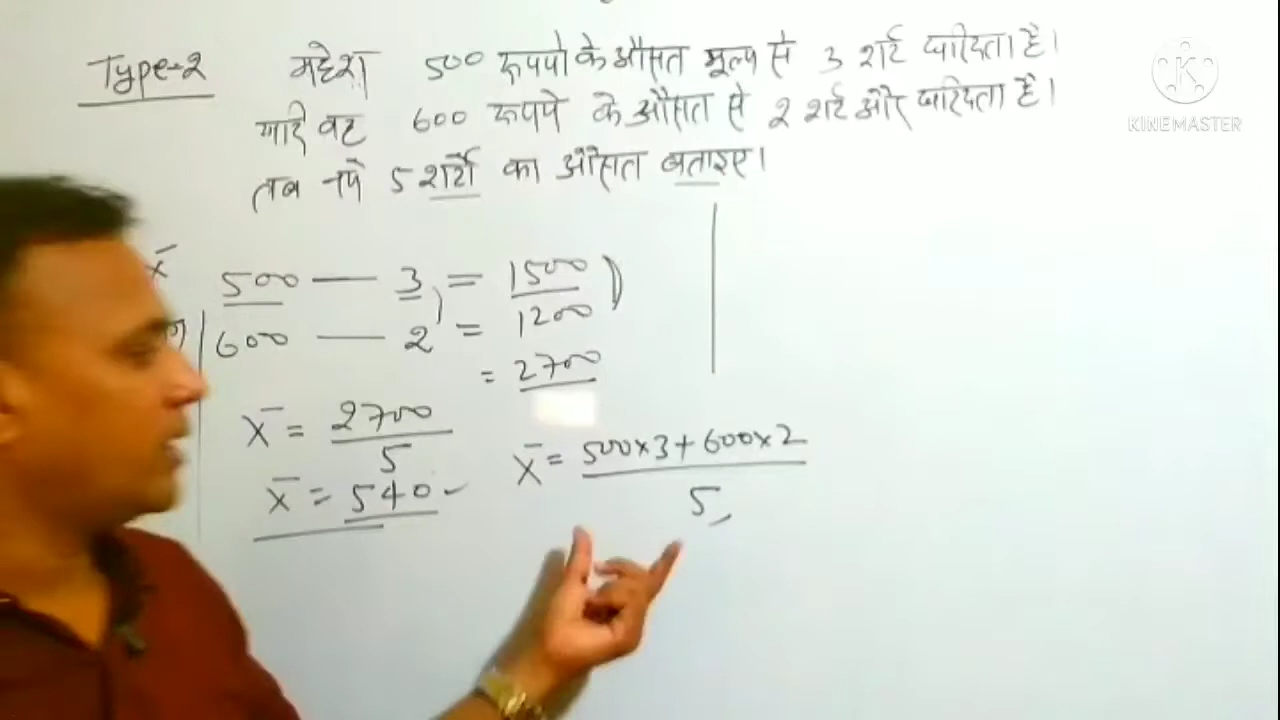 Type-2 महेश 500 रूपयो के औसत मूल्य से 3 शर्ट खरिदता है।
यदि वह 600 रूपये के औसत से 2 शर्ट और खरिदता है।
तब नये 5 शर्टो का औसत बताइए।
x̄
500 — 3, = 1500
600 — 2 = 1200
= 2700
x̄ = 2700/5
x̄ = 540
x̄ = 500×3+600×2/5
KINEMASTER